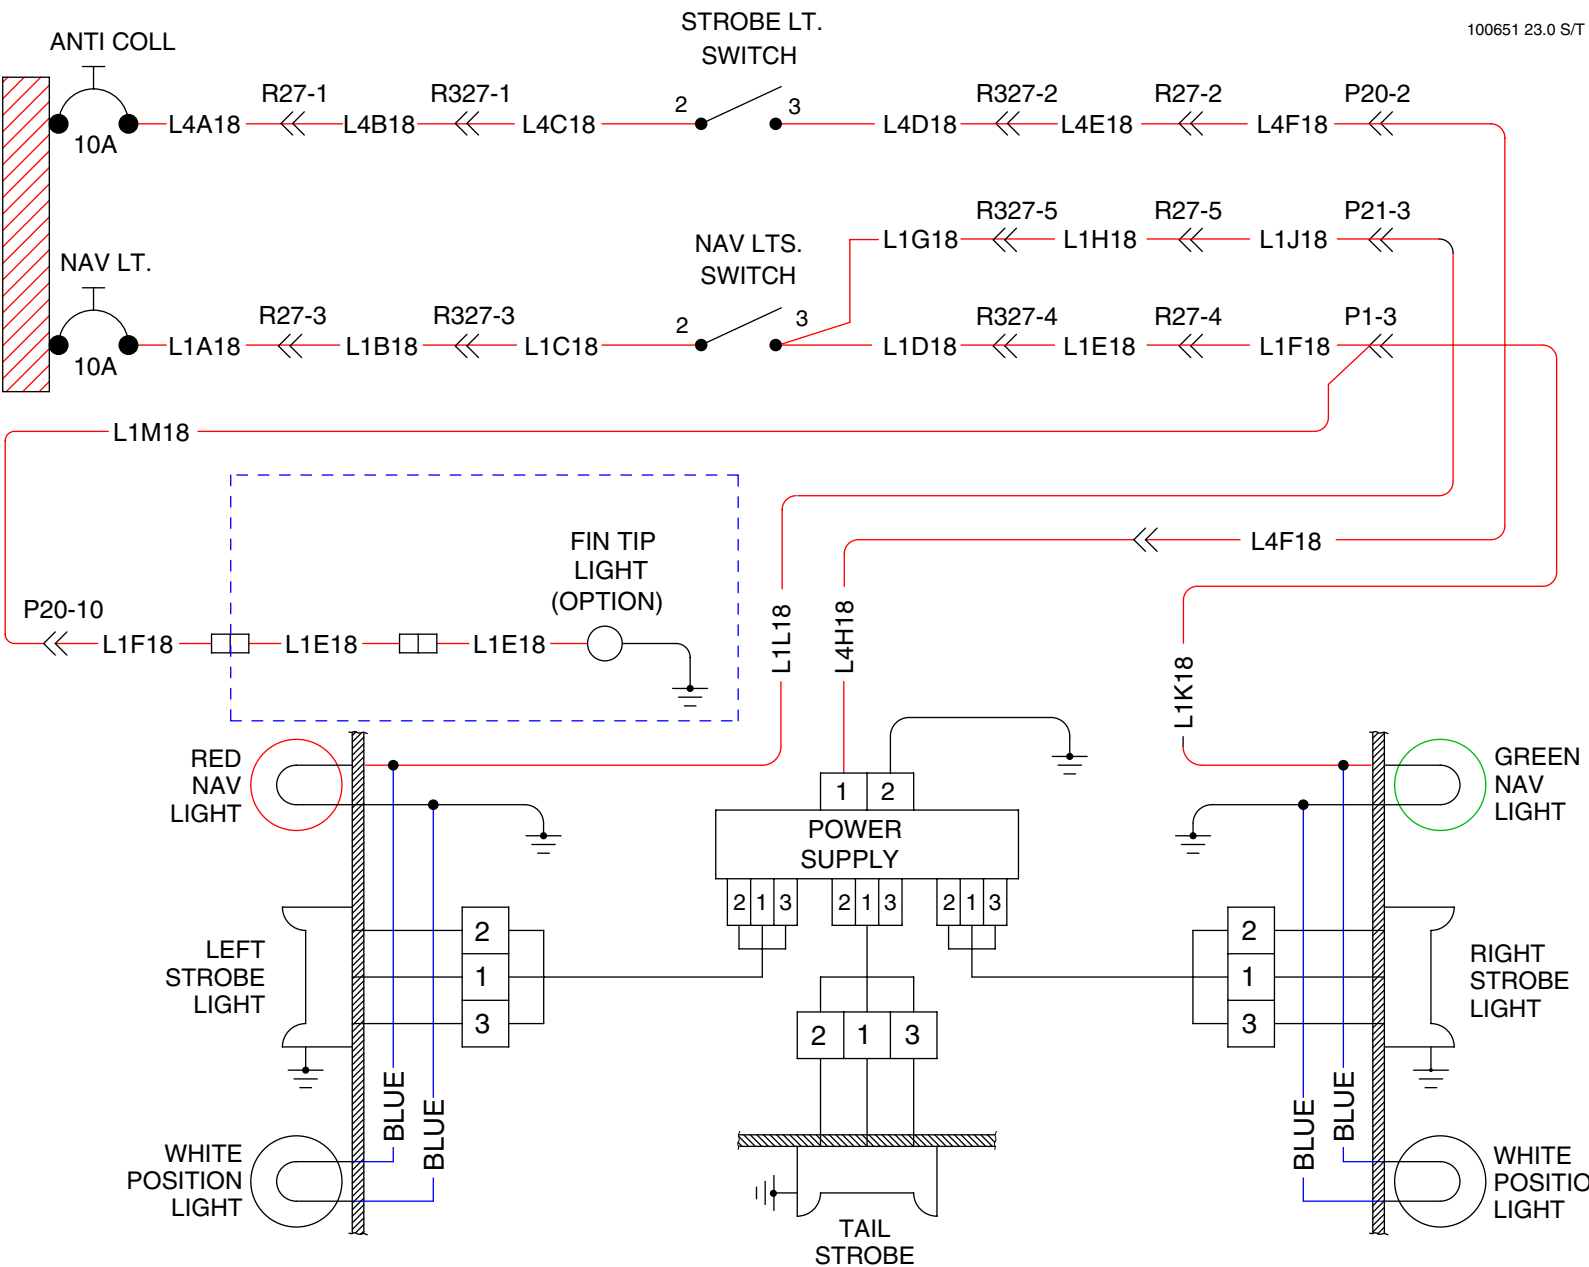 STROBE LT.
SWITCH
100651 23.0 S/T
ANTI COLL
10A
L4A18
R27-1
L4B18
R327-1
L4C18
2
3
L4D18
R327-2
L4E18
R27-2
L4F18
P20-2
R327-5
R27-5
P21-3
L1G18
L1H18
L1J18
NAV LT.
10A
L1A18
R27-3
L1B18
R327-3
L1C18
NAV LTS.
SWITCH
2
3
L1D18
R327-4
L1E18
R27-4
L1F18
P1-3
L1M18
FIN TIP
LIGHT
(OPTION)
L4F18
P20-10
L1F18
L1E18
L1E18
L1L18
L4H18
L1K18
RED
NAV
LIGHT
GREEN
NAV
LIGHT
1
2
POWER
SUPPLY
2
1
3
2
1
3
2
1
3
LEFT
STROBE
LIGHT
2
1
3
2
1
3
RIGHT
STROBE
LIGHT
2
1
3
BLUE
BLUE
BLUE
BLUE
WHITE
POSITION
LIGHT
WHITE
POSITIO
LIGHT
TAIL
STROBE